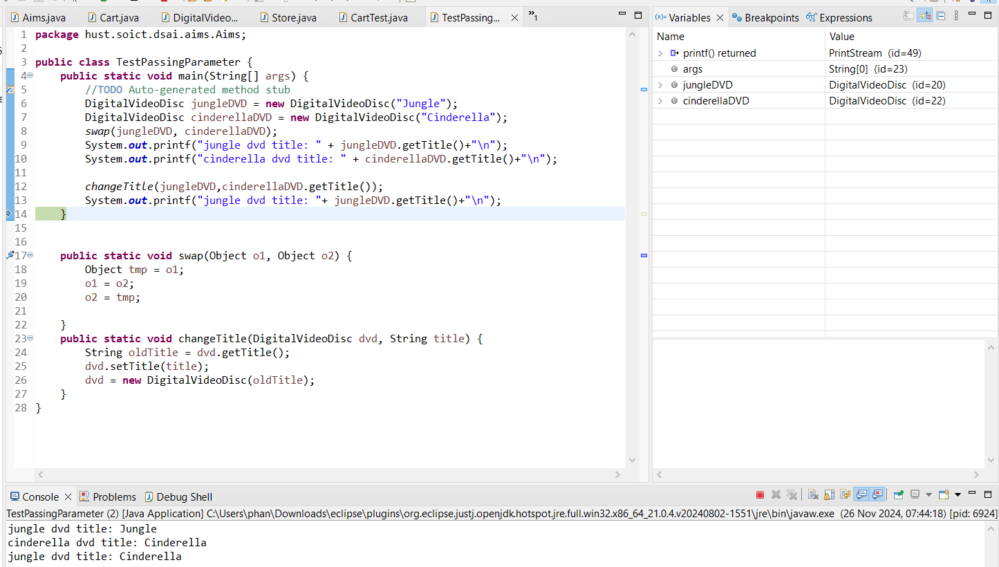 Aims.java Cart.java DigitalVideo... Store.java CartTest.java TestPassing... »1
1 package hust.soict.dsai.aims.Aims;
2
3 public class TestPassingParameter {
4 public static void main(String[] args) {
5 //TODO Auto-generated method stub
6 DigitalVideoDisc jungleDVD = new DigitalVideoDisc("Jungle");
7 DigitalVideoDisc cinderellaDVD = new DigitalVideoDisc("Cinderella");
8 swap(jungleDVD, cinderellaDVD);
9 System.out.printf("jungle dvd title: " + jungleDVD.getTitle()+"\n");
10 System.out.printf("cinderella dvd title: " + cinderellaDVD.getTitle()+"\n");
11
12 changeTitle(jungleDVD,cinderellaDVD.getTitle());
13 System.out.printf("jungle dvd title: "+ jungleDVD.getTitle()+"\n");
14 }
15
16
17 public static void swap(Object o1, Object o2) {
18 Object tmp = o1;
19 o1 = o2;
20 o2 = tmp;
21
22 }
23 public static void changeTitle(DigitalVideoDisc dvd, String title) {
24 String oldTitle = dvd.getTitle();
25 dvd.setTitle(title);
26 dvd = new DigitalVideoDisc(oldTitle);
27 }
28 }
(x)= Variables Breakpoints Expressions
Name Value
printf() returned PrintStream (id=49)
args String[0] (id=23)
jungleDVD DigitalVideoDisc (id=20)
cinderellaDVD DigitalVideoDisc (id=22)
Console Problems Debug Shell
TestPassingParameter (2) [Java Application] C:\Users\phan\Downloads\eclipse\plugins\org.eclipse.justj.openjdk.hotspot.jre.full.win32.x86_64_21.0.4.v20240802-1551\jre\bin\javaw.exe (26 Nov 2024, 07:44:18) [pid: 6924]
jungle dvd title: Jungle
cinderella dvd title: Cinderella
jungle dvd title: Cinderella